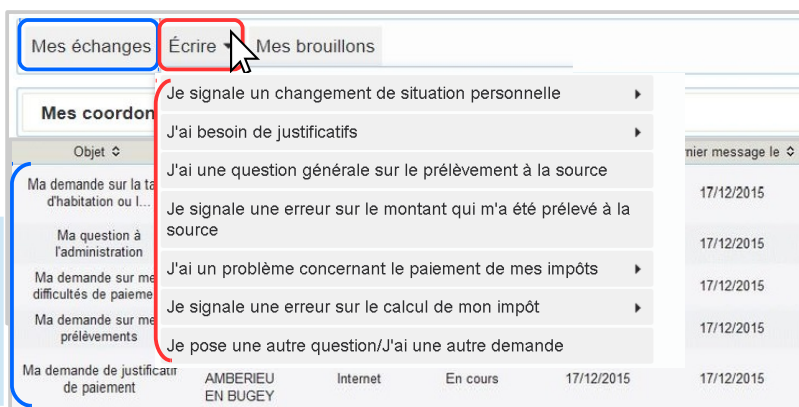 Mes échanges Écrire Mes brouillons
Je signale un changement de situation personnelle
Mes coordon
J'ai besoin de justificatifs
Objet
J'ai une question générale sur le prélèvement à la source
mier message le
Ma demande sur la ta
d'habitation ou l...
Je signale une erreur sur le montant qui m'a été prélevé à la
source
17/12/2015
Ma question à
l'administration
17/12/2015
J'ai un problème concernant le paiement de mes impôts
Ma demande sur me
difficultés de paieme
17/12/2015
Je signale une erreur sur le calcul de mon impôt
Ma demande sur me
prélèvements
17/12/2015
Je pose une autre question/J'ai une autre demande
Ma demande de justificatif
de paiement
AMBERIEU
EN BUGEY
Internet
En cours
17/12/2015
17/12/2015